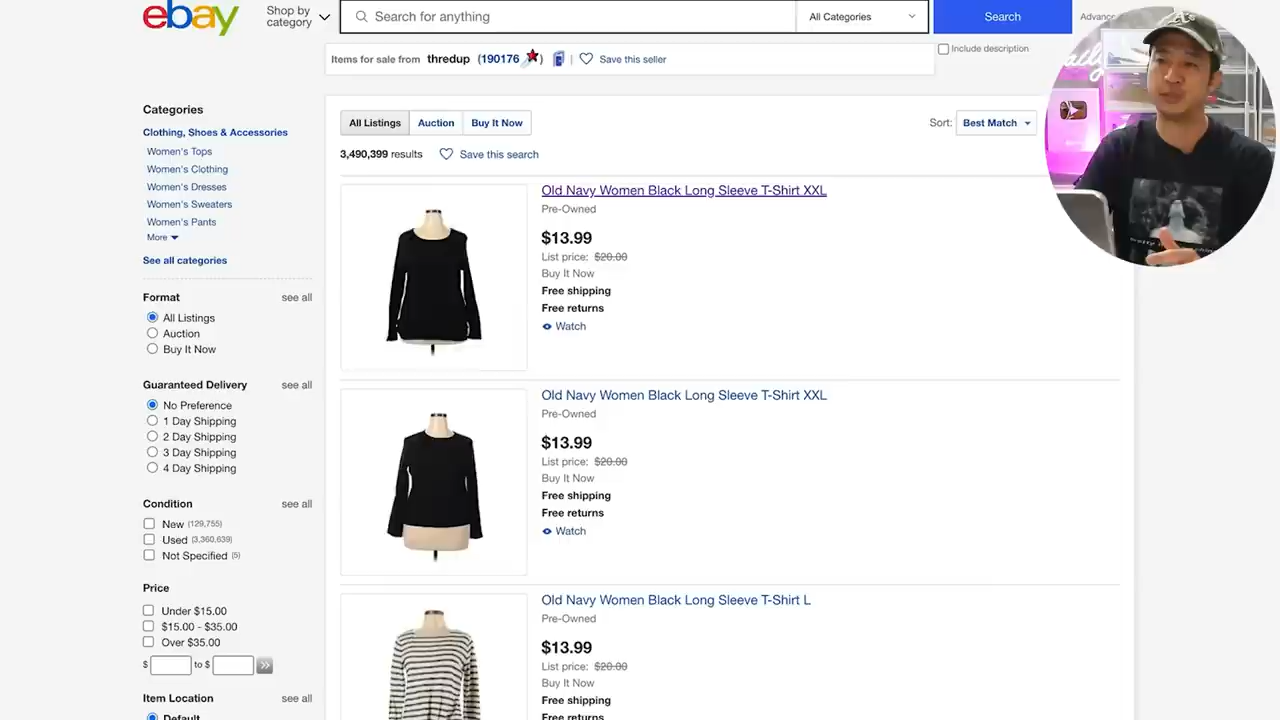 ebay
Shop by
category
Search for anything
All Categories
Search
Advanc
Items for sale from thredup (190176 )
Save this seller
Include description
Categories
Clothing, Shoes & Accessories
Women's Tops
Women's Clothing
Women's Dresses
Women's Sweaters
Women's Pants
More
See all categories
Format see all
All Listings
Auction
Buy It Now
Guaranteed Delivery see all
No Preference
1 Day Shipping
2 Day Shipping
3 Day Shipping
4 Day Shipping
Condition see all
New (129,755)
Used (3,360,639)
Not Specified (5)
Price
Under $15.00
$15.00 - $35.00
Over $35.00
$ to $
Item Location see all
Default
All Listings Auction Buy It Now
Sort: Best Match
3,490,399 results Save this search
Old Navy Women Black Long Sleeve T-Shirt XXL
Pre-Owned
$13.99
List price: $20.00
Buy It Now
Free shipping
Free returns
Watch
Old Navy Women Black Long Sleeve T-Shirt XXL
Pre-Owned
$13.99
List price: $20.00
Buy It Now
Free shipping
Free returns
Watch
Old Navy Women Black Long Sleeve T-Shirt L
Pre-Owned
$13.99
List price: $20.00
Buy It Now
Free shipping
Free returns